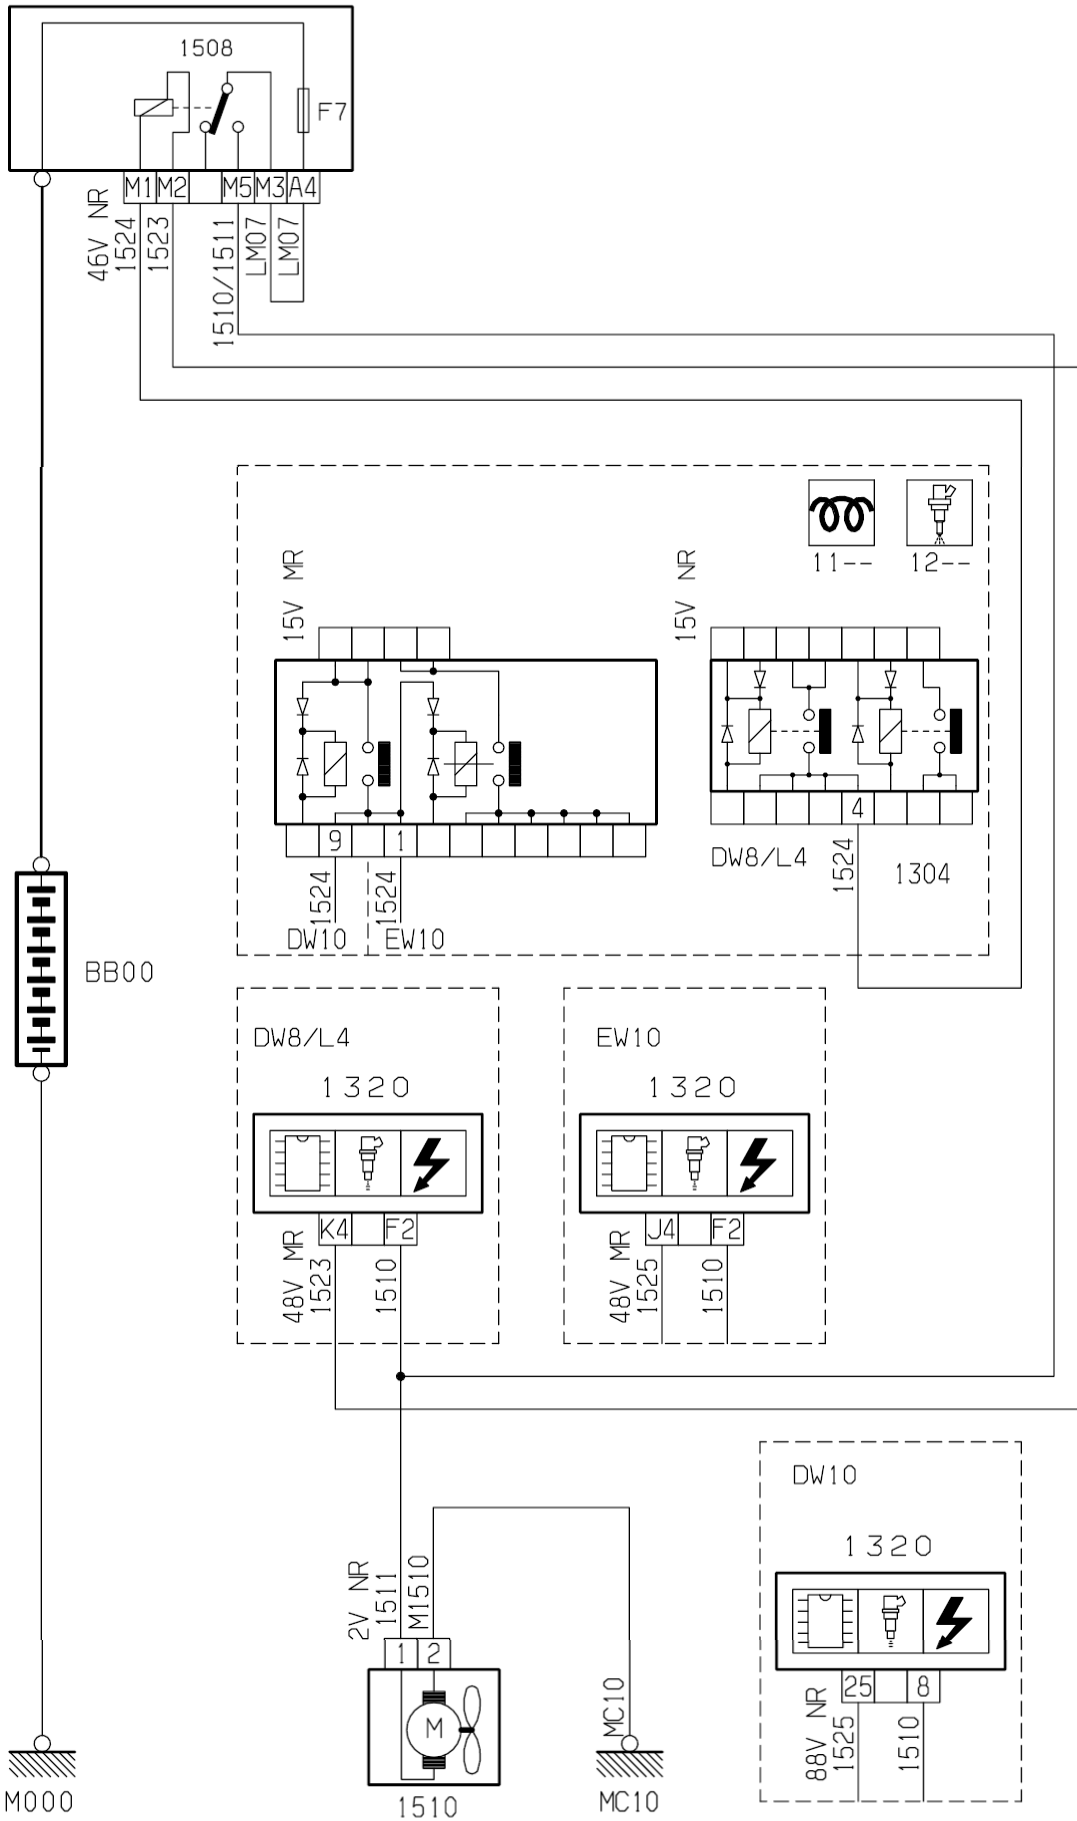 1508
F7
M1 M2 M5 M3 A4
46V NR
1524
1523
1510/1511
LM07
LM07
11-- 12--
15V MR
15V NR
9 1
4
1524
1524
DW10 EW10
DW8/L4
1524
1304
BB00
DW8/L4
1320
K4 F2
48V MR
1523
1510
EW10
1320
J4 F2
48V MR
1525
1510
DW10
1320
25 8
88V NR
1525
1510
2V NR
1511
M1510
1 2
M
1510
MC10
MC10
M000